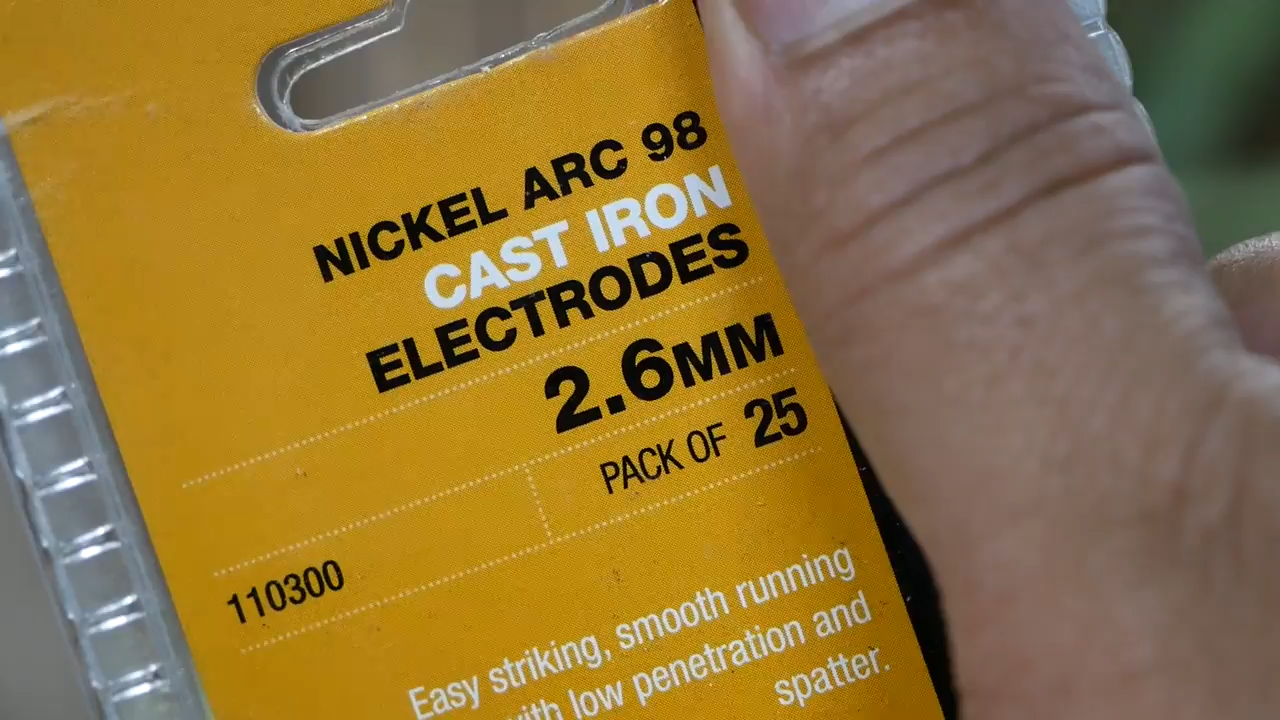 NICKEL ARC 98
CAST IRON
ELECTRODES
2.6MM
PACK OF 25
110300
Easy striking, smooth running
with low penetration and
spatter.